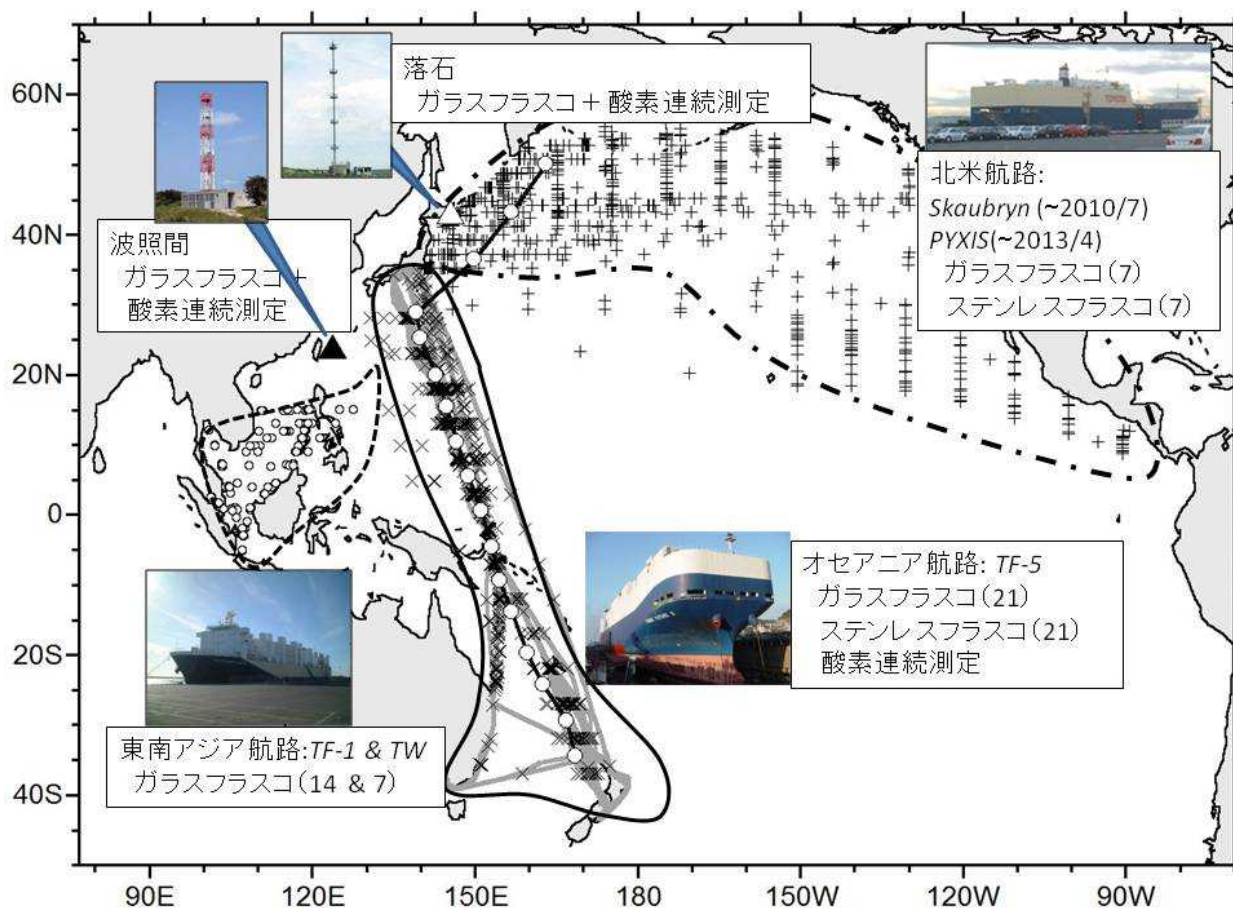 落石
ガラスフラスコ + 酸素連続測定
波照間
ガラスフラスコ +
酸素連続測定
北米航路:
Skaubryn (~2010/7)
PYXIS(~2013/4)
ガラスフラスコ(7)
ステンレスフラスコ(7)
オセアニア航路: TF-5
ガラスフラスコ(21)
ステンレスフラスコ(21)
酸素連続測定
東南アジア航路:TF-1 & TW
ガラスフラスコ(14 & 7)
60N
40N
20N
0
20S
40S
90E
120E
150E
180
150W
120W
90W
TOYOTA